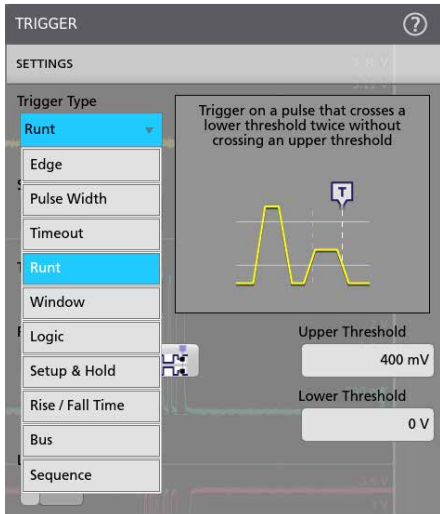 TRIGGER
?
SETTINGS
Trigger Type
Runt
Edge
Pulse Width
Timeout
Runt
Window
Logic
Setup & Hold
Rise / Fall Time
Bus
Sequence
Trigger on a pulse that crosses a
lower threshold twice without
crossing an upper threshold
T
Upper Threshold
400 mV
Lower Threshold
0 V